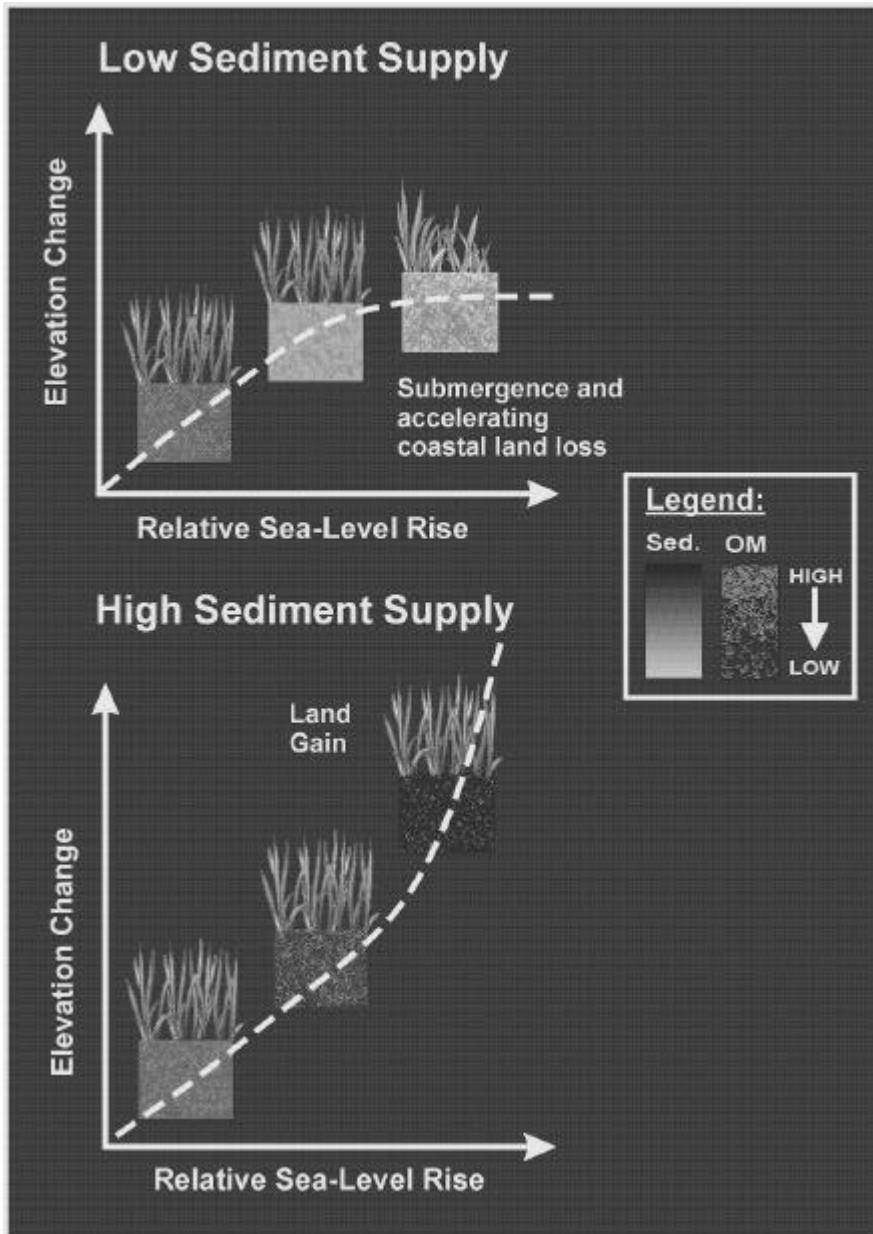 Low Sediment Supply
Elevation Change
Submergence and
accelerating
coastal land loss
Relative Sea-Level Rise
Legend:
Sed. OM
HIGH
LOW
High Sediment Supply
Land
Gain
Elevation Change
Relative Sea-Level Rise